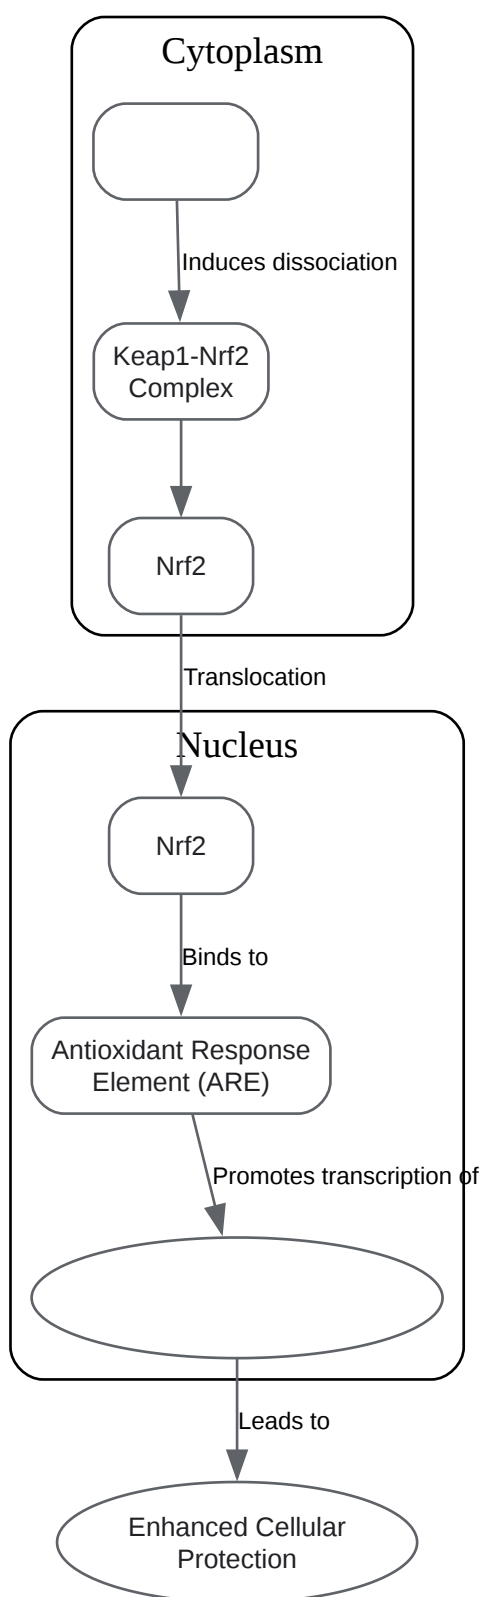 Cytoplasm
Induces dissociation
Keap1-Nrf2
Complex
Nrf2
Translocation
Nucleus
Nrf2
Binds to
Antioxidant Response
Element (ARE)
Promotes transcription of
Leads to
Enhanced Cellular
Protection